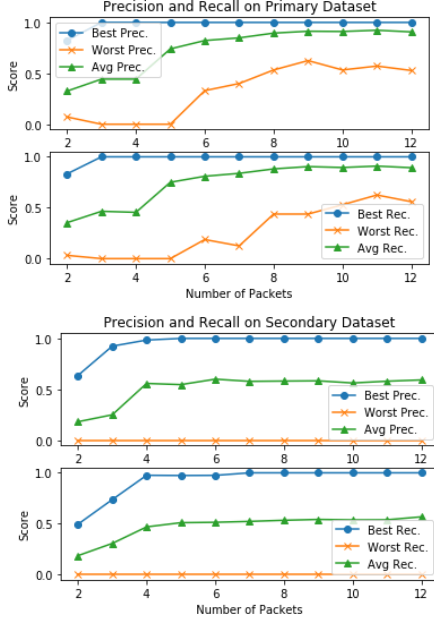 Precision and Recall on Primary Dataset
1.0
0.5
0.0
Score
Best Prec.
Worst Prec.
Avg Prec.
2 4 6 8 10 12
1.0
0.5
0.0
Score
Best Rec.
Worst Rec.
Avg Rec.
2 4 6 8 10 12
Number of Packets
Precision and Recall on Secondary Dataset
1.0
0.5
0.0
Score
Best Prec.
Worst Prec.
Avg Prec.
2 4 6 8 10 12
1.0
0.5
0.0
Score
Best Rec.
Worst Rec.
Avg Rec.
2 4 6 8 10 12
Number of Packets